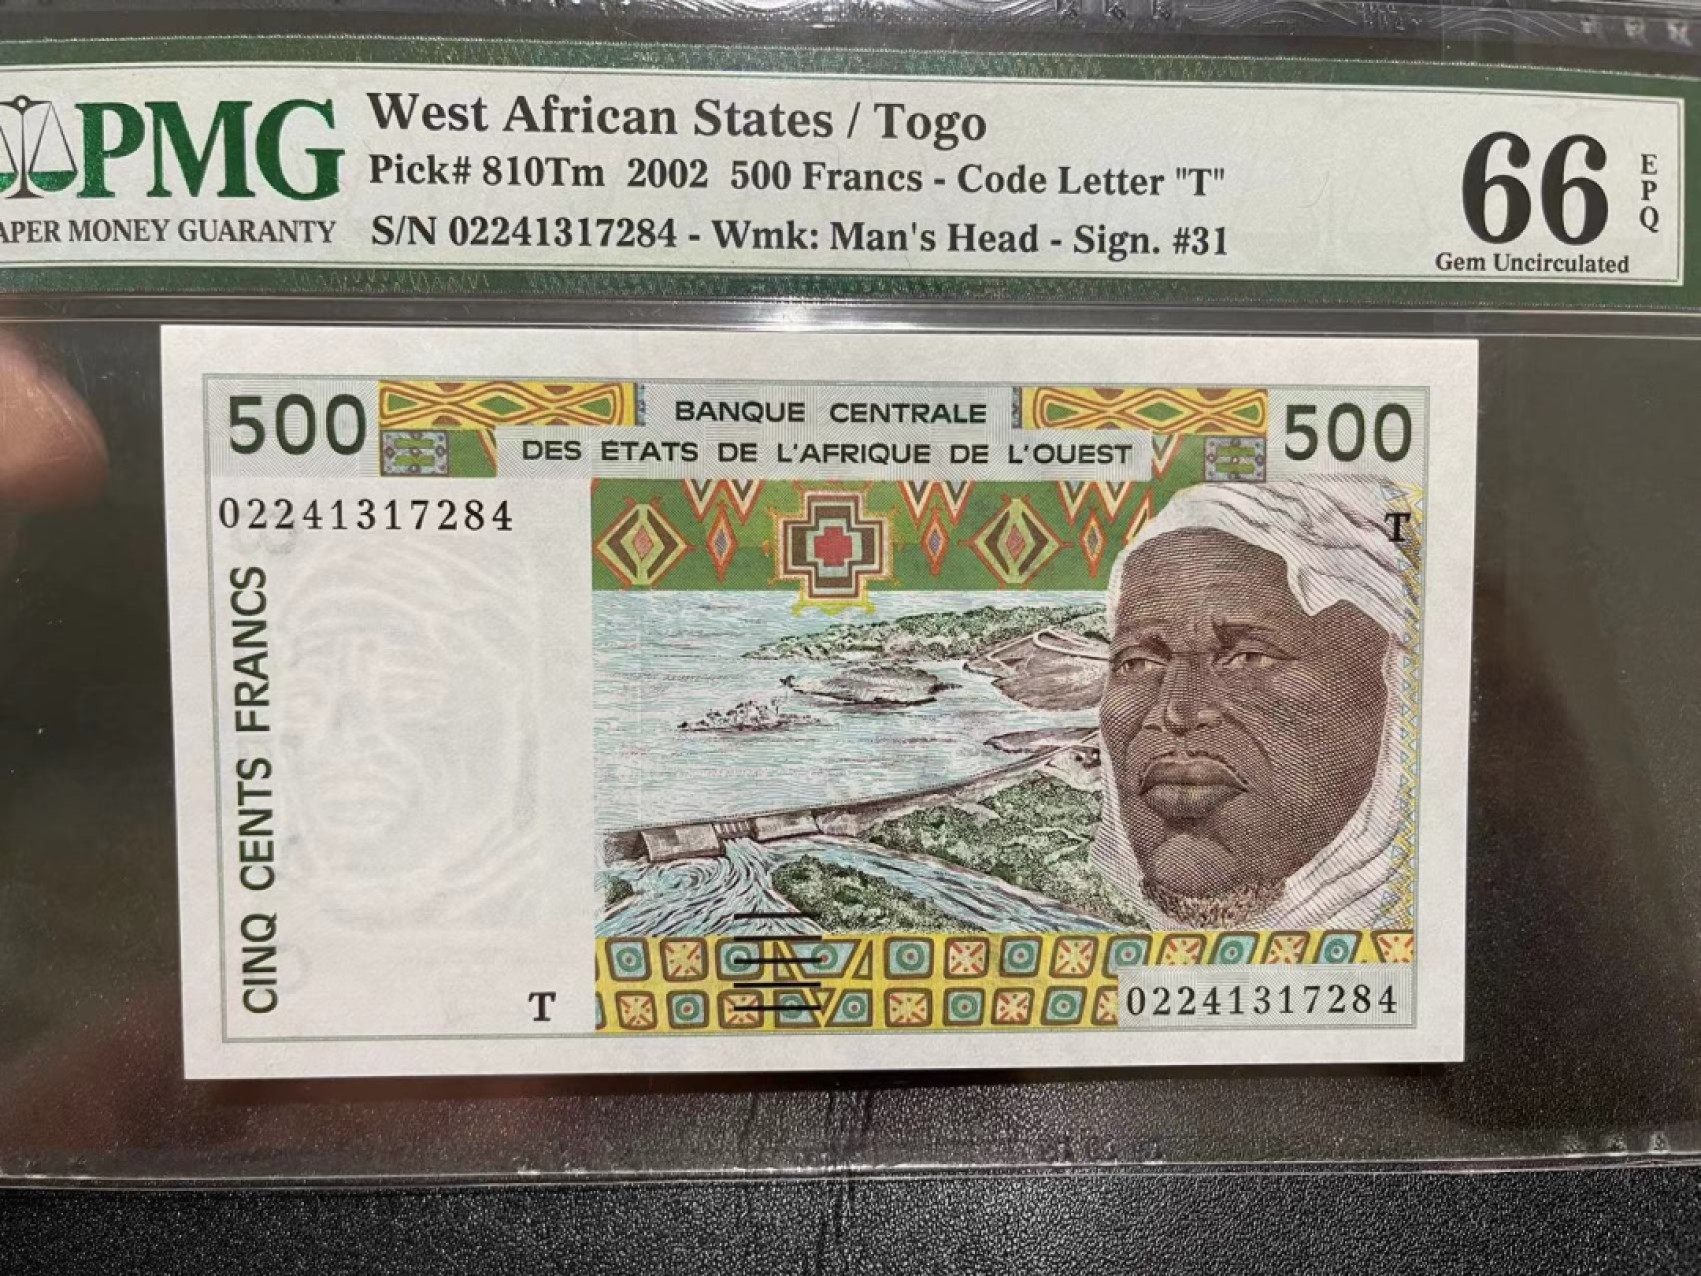 PMG
APER MONEY GUARANTY
West African States / Togo
Pick# 810Tm 2002 500 Francs - Code Letter "T"
S/N 02241317284 - Wmk: Man's Head - Sign. #31
66
EPQ
Gem Uncirculated
500
BANQUE CENTRALE
DES ÉTATS DE L'AFRIQUE DE L'OUEST
500
02241317284
T
CINQ CENTS FRANCS
T
02241317284